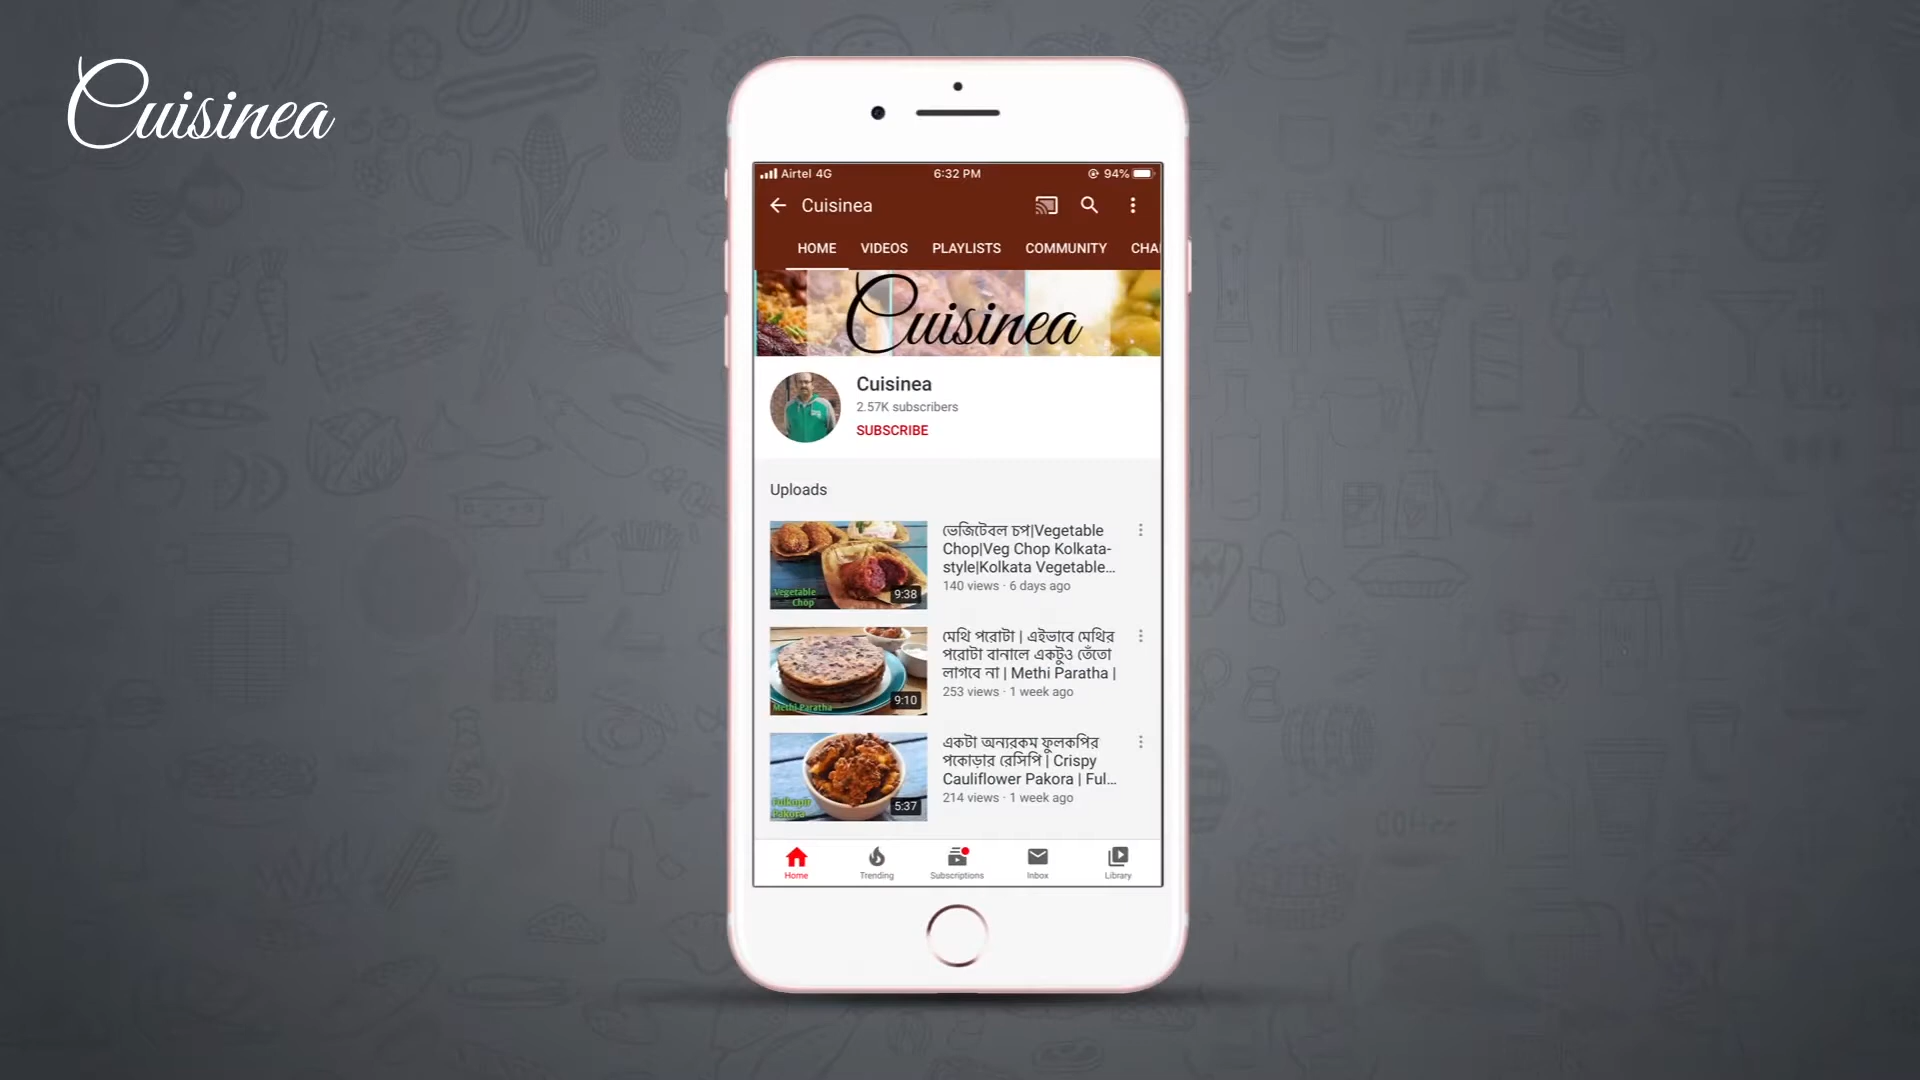 Cuisinea
Airtel 4G 6:32 PM 94%
Cuisinea
HOME VIDEOS PLAYLISTS COMMUNITY CHA
Cuisinea
Cuisinea
2.57K subscribers
SUBSCRIBE
Uploads
ভেজিটেবল চপ|Vegetable
Chop|Veg Chop Kolkata-
style|Kolkata Vegetable...
140 views · 6 days ago
Vegetable
Chop
9:38
মেথি পরোটা | এইভাবে মেথির
পরোটা বানালে একটুও তেঁতো
লাগবে না | Methi Paratha |
253 views · 1 week ago
Methi Paratha
9:10
একটা অন্যরকম ফুলকপির
পকোড়ার রেসিপি | Crispy
Cauliflower Pakora | Ful...
214 views · 1 week ago
Fulkopir
Pakora
5:37
Home Trending Subscriptions Inbox Library